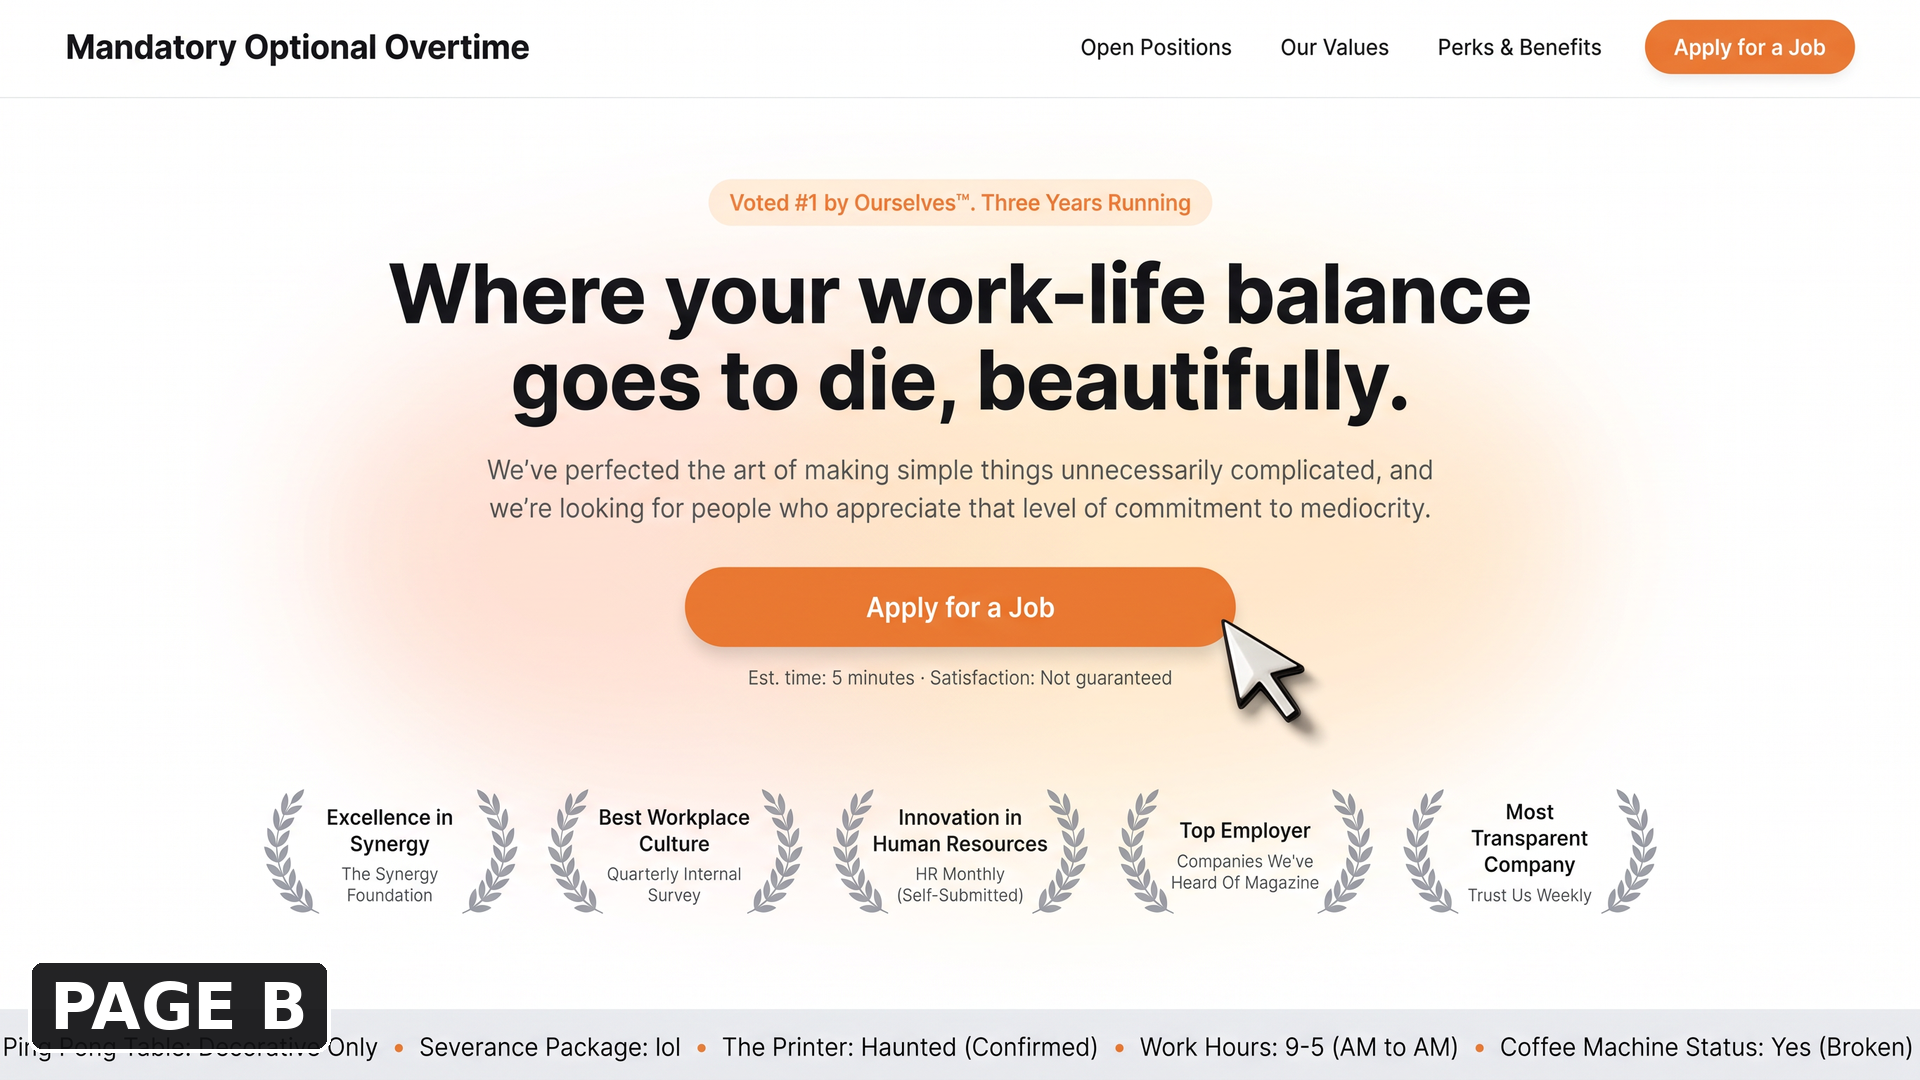 Mandatory Optional Overtime
Open Positions
Our Values
Perks & Benefits
Apply for a Job
Voted #1 by Ourselves™. Three Years Running
Where your work-life balance
goes to die, beautifully.
We've perfected the art of making simple things unnecessarily complicated, and
we're looking for people who appreciate that level of commitment to mediocrity.
Apply for a Job
Est. time: 5 minutes · Satisfaction: Not guaranteed
Excellence in
Synergy
The Synergy
Foundation
Best Workplace
Culture
Quarterly Internal
Survey
Innovation in
Human Resources
HR Monthly
(Self-Submitted)
Top Employer
Companies We've
Heard Of Magazine
Most
Transparent
Company
Trust Us Weekly
PAGE B
Ping Pong Table: Decorative Only • Severance Package: lol • The Printer: Haunted (Confirmed) • Work Hours: 9-5 (AM to AM) • Coffee Machine Status: Yes (Broken)